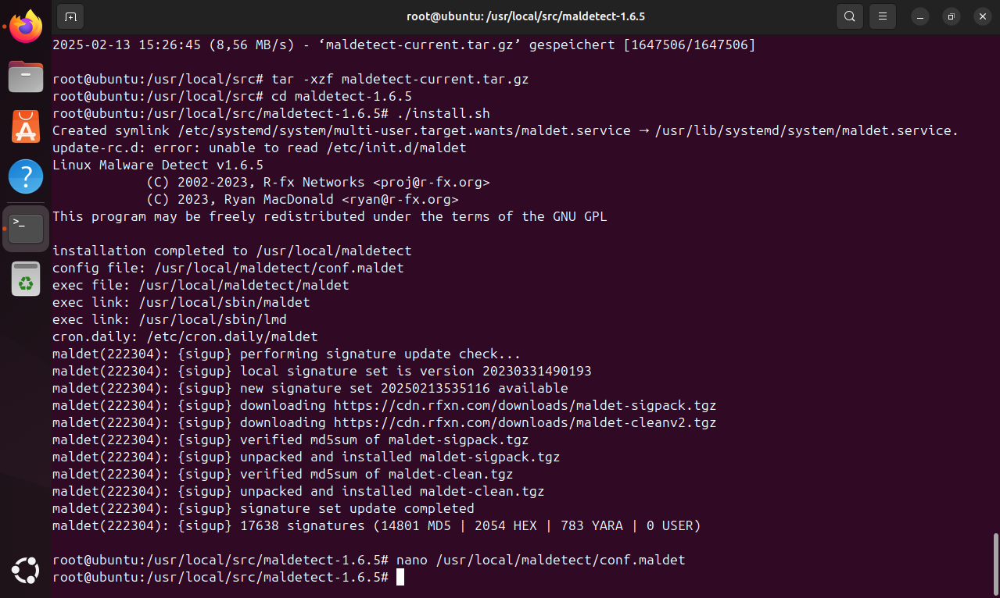 root@ubuntu: /usr/local/src/maldetect-1.6.5
2025-02-13 15:26:45 (8,56 MB/s) - ‘maldetect-current.tar.gz’ gespeichert [1647506/1647506]
root@ubuntu:/usr/local/src# tar -xzf maldetect-current.tar.gz
root@ubuntu:/usr/local/src# cd maldetect-1.6.5
root@ubuntu:/usr/local/src/maldetect-1.6.5# ./install.sh
Created symlink /etc/systemd/system/multi-user.target.wants/maldet.service → /usr/lib/systemd/system/maldet.service.
update-rc.d: error: unable to read /etc/init.d/maldet
Linux Malware Detect v1.6.5
(C) 2002-2023, R-fx Networks <proj@r-fx.org>
(C) 2023, Ryan MacDonald <ryan@r-fx.org>
This program may be freely redistributed under the terms of the GNU GPL
installation completed to /usr/local/maldetect
config file: /usr/local/maldetect/conf.maldet
exec file: /usr/local/maldetect/maldet
exec link: /usr/local/sbin/maldet
exec link: /usr/local/sbin/lmd
cron.daily: /etc/cron.daily/maldet
maldet(222304): {sigup} performing signature update check...
maldet(222304): {sigup} local signature set is version 20230331490193
maldet(222304): {sigup} new signature set 20250213535116 available
maldet(222304): {sigup} downloading https://cdn.rfxn.com/downloads/maldet-sigpack.tgz
maldet(222304): {sigup} downloading https://cdn.rfxn.com/downloads/maldet-cleanv2.tgz
maldet(222304): {sigup} verified md5sum of maldet-sigpack.tgz
maldet(222304): {sigup} unpacked and installed maldet-sigpack.tgz
maldet(222304): {sigup} verified md5sum of maldet-clean.tgz
maldet(222304): {sigup} unpacked and installed maldet-clean.tgz
maldet(222304): {sigup} signature set update completed
maldet(222304): {sigup} 17638 signatures (14801 MD5 | 2054 HEX | 783 YARA | 0 USER)
root@ubuntu:/usr/local/src/maldetect-1.6.5# nano /usr/local/maldetect/conf.maldet
root@ubuntu:/usr/local/src/maldetect-1.6.5#